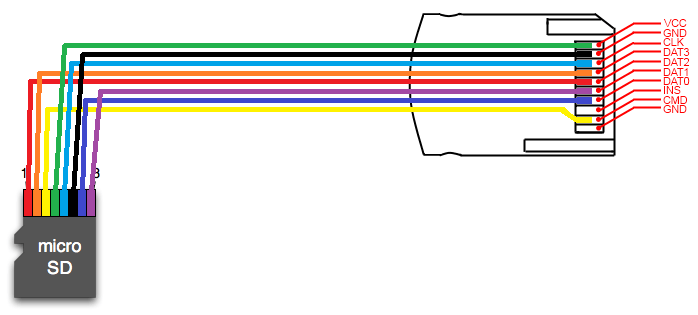 VCC
GND
CLK
DAT3
DAT2
DAT1
DAT0
INS
CMD
GND
1
8
micro
SD